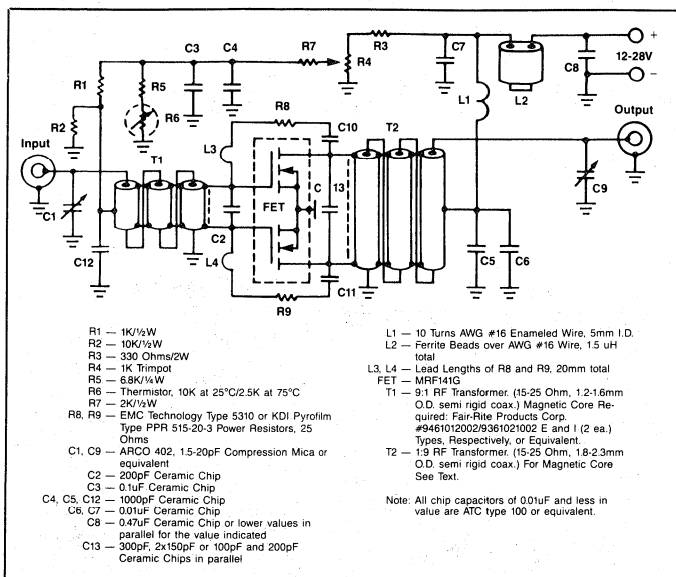 C3
C4
R7
R3
C7
+
12-28V
–
C8
R4
R1
R5
L1
L2
R6
R8
Output
R2
C10
T2
Input
L3
T1
C
FET
13
C9
C1
C2
L4
C5
C6
C12
C11
R9
R1 — 1K/½W
R2 — 10K/½W
R3 — 330 Ohms/2W
R4 — 1K Trimpot
R5 — 6.8K/¼W
R6 — Thermistor, 10K at 25°C/2.5K at 75°C
R7 — 2K/½W
R8, R9 — EMC Technology Type 5310 or KDI Pyrofilm
Type PPR 515-20-3 Power Resistors, 25
Ohms
C1, C9 — ARCO 402, 1.5-20pF Compression Mica or
equivalent
C2 — 200pF Ceramic Chip
C3 — 0.1uF Ceramic Chip
C4, C5, C12 — 1000pF Ceramic Chip
C6, C7 — 0.01uF Ceramic Chip
C8 — 0.47uF Ceramic Chip or lower values in
parallel for the value indicated
C13 — 300pF, 2x150pF or 100pF and 200pF
Ceramic Chips in parallel
L1 — 10 Turns AWG #16 Enameled Wire, 5mm I.D.
L2 — Ferrite Beads over AWG #16 Wire, 1.5 uH
total
L3, L4 — Lead Lengths of R8 and R9, 20mm total
FET — MRF141G
T1 — 9:1 RF Transformer. (15-25 Ohm, 1.2-1.6mm
O.D. semi rigid coax.) Magnetic Core Re-
quired: Fair-Rite Products Corp.
#9461012002/9361021002 E and I (2 ea.)
Types, Respectively, or Equivalent.
T2 — 1:9 RF Transformer. (15-25 Ohm, 1.8-2.3mm
O.D. semi rigid coax.) For Magnetic Core
See Text.
Note: All chip capacitors of 0.01uF and less in
value are ATC type 100 or equivalent.